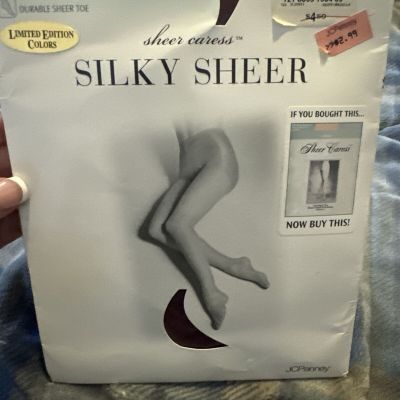 DURABLE SHEER TOE
LIMITED EDITION
COLORS
$4.50
JCPenney
2.99
sheer caress™
SILKY SHEER
IF YOU BOUGHT THIS...
Sheer Caress
NOW BUY THIS!
JCPenney